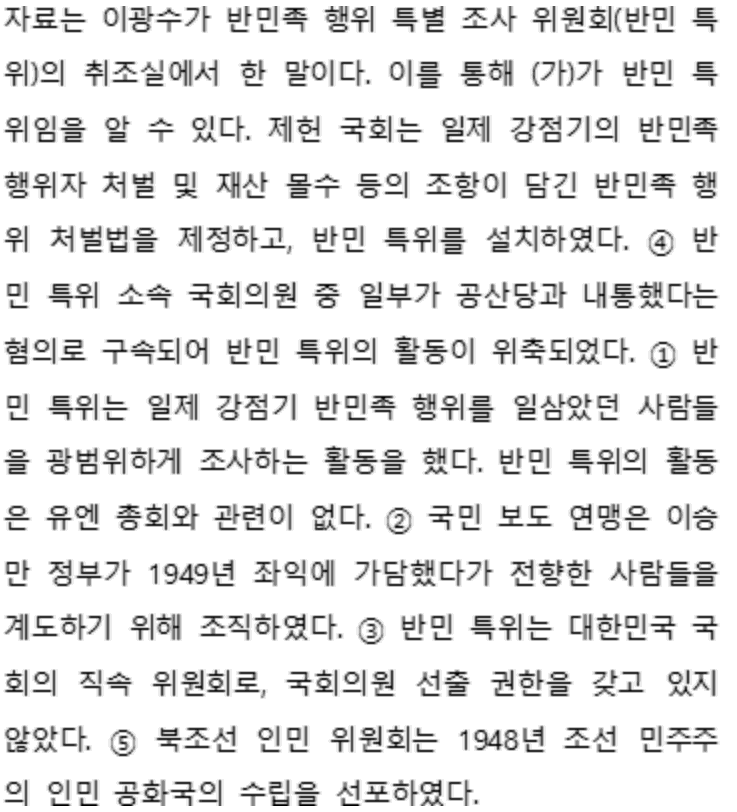 자료는 이광수가 반민족 행위 특별 조사 위원회(반민 특
위)의 취조실에서 한 말이다. 이를 통해 (가)가 반민 특
위임을 알 수 있다. 제헌 국회는 일제 강점기의 반민족
행위자 처벌 및 재산 몰수 등의 조항이 담긴 반민족 행
위 처벌법을 제정하고, 반민 특위를 설치하였다. ④ 반
민 특위 소속 국회의원 중 일부가 공산당과 내통했다는
혐의로 구속되어 반민 특위의 활동이 위축되었다. ① 반
민 특위는 일제 강점기 반민족 행위를 일삼았던 사람들
을 광범위하게 조사하는 활동을 했다. 반민 특위의 활동
은 유엔 총회와 관련이 없다. ② 국민 보도 연맹은 이승
만 정부가 1949년 좌익에 가담했다가 전향한 사람들을
계도하기 위해 조직하였다. ③ 반민 특위는 대한민국 국
회의 직속 위원회로, 국회의원 선출 권한을 갖고 있지
않았다. ⑤ 북조선 인민 위원회는 1948년 조선 민주주
의 인민 공화국의 수립을 선포하였다.